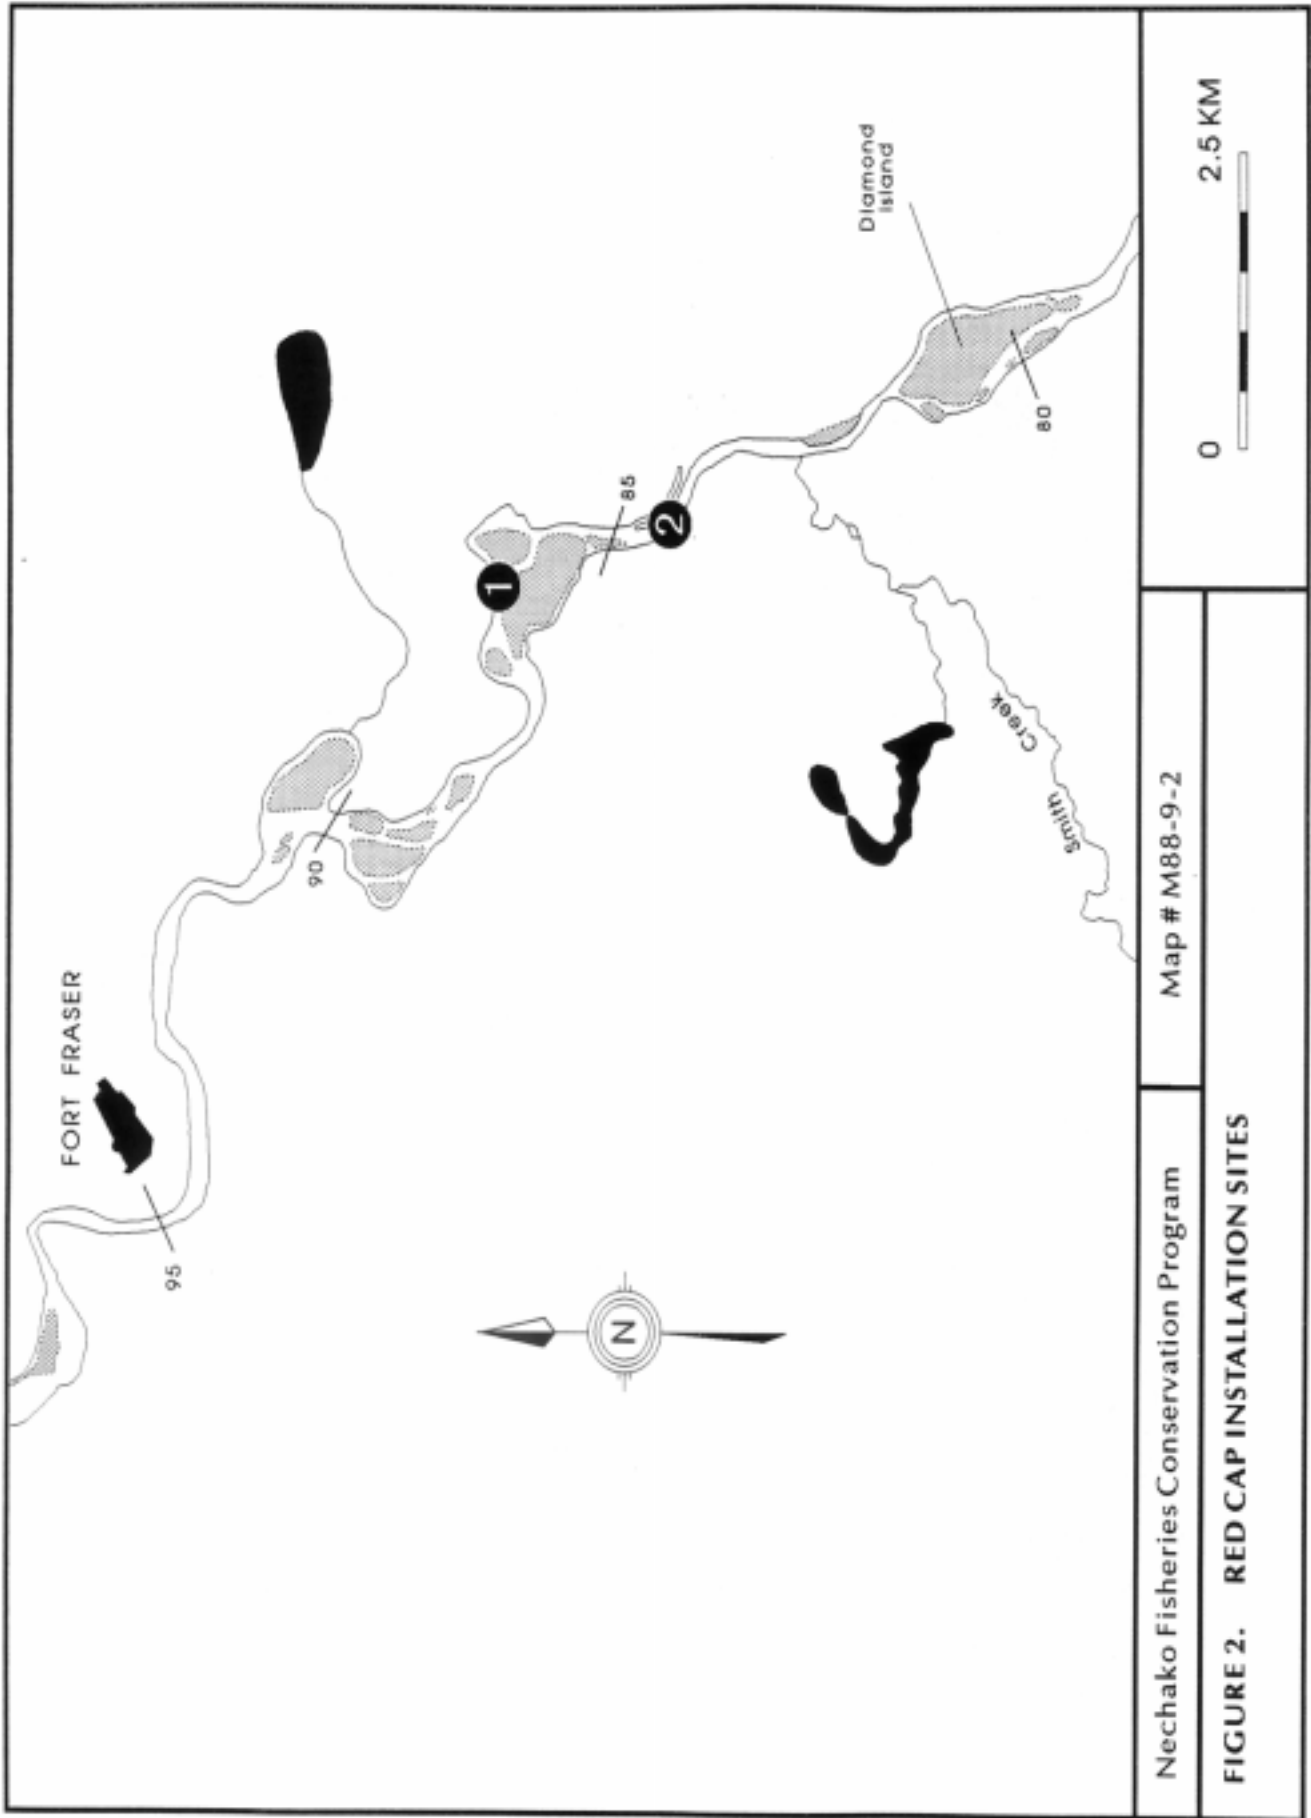 FORT FRASER
95
90
1
85
2
Diamond
Island
80
Smith
Creek
N
Nechako Fisheries Conservation Program
Map # M88-9-2
0
2.5 KM
FIGURE 2. RED CAP INSTALLATION SITES